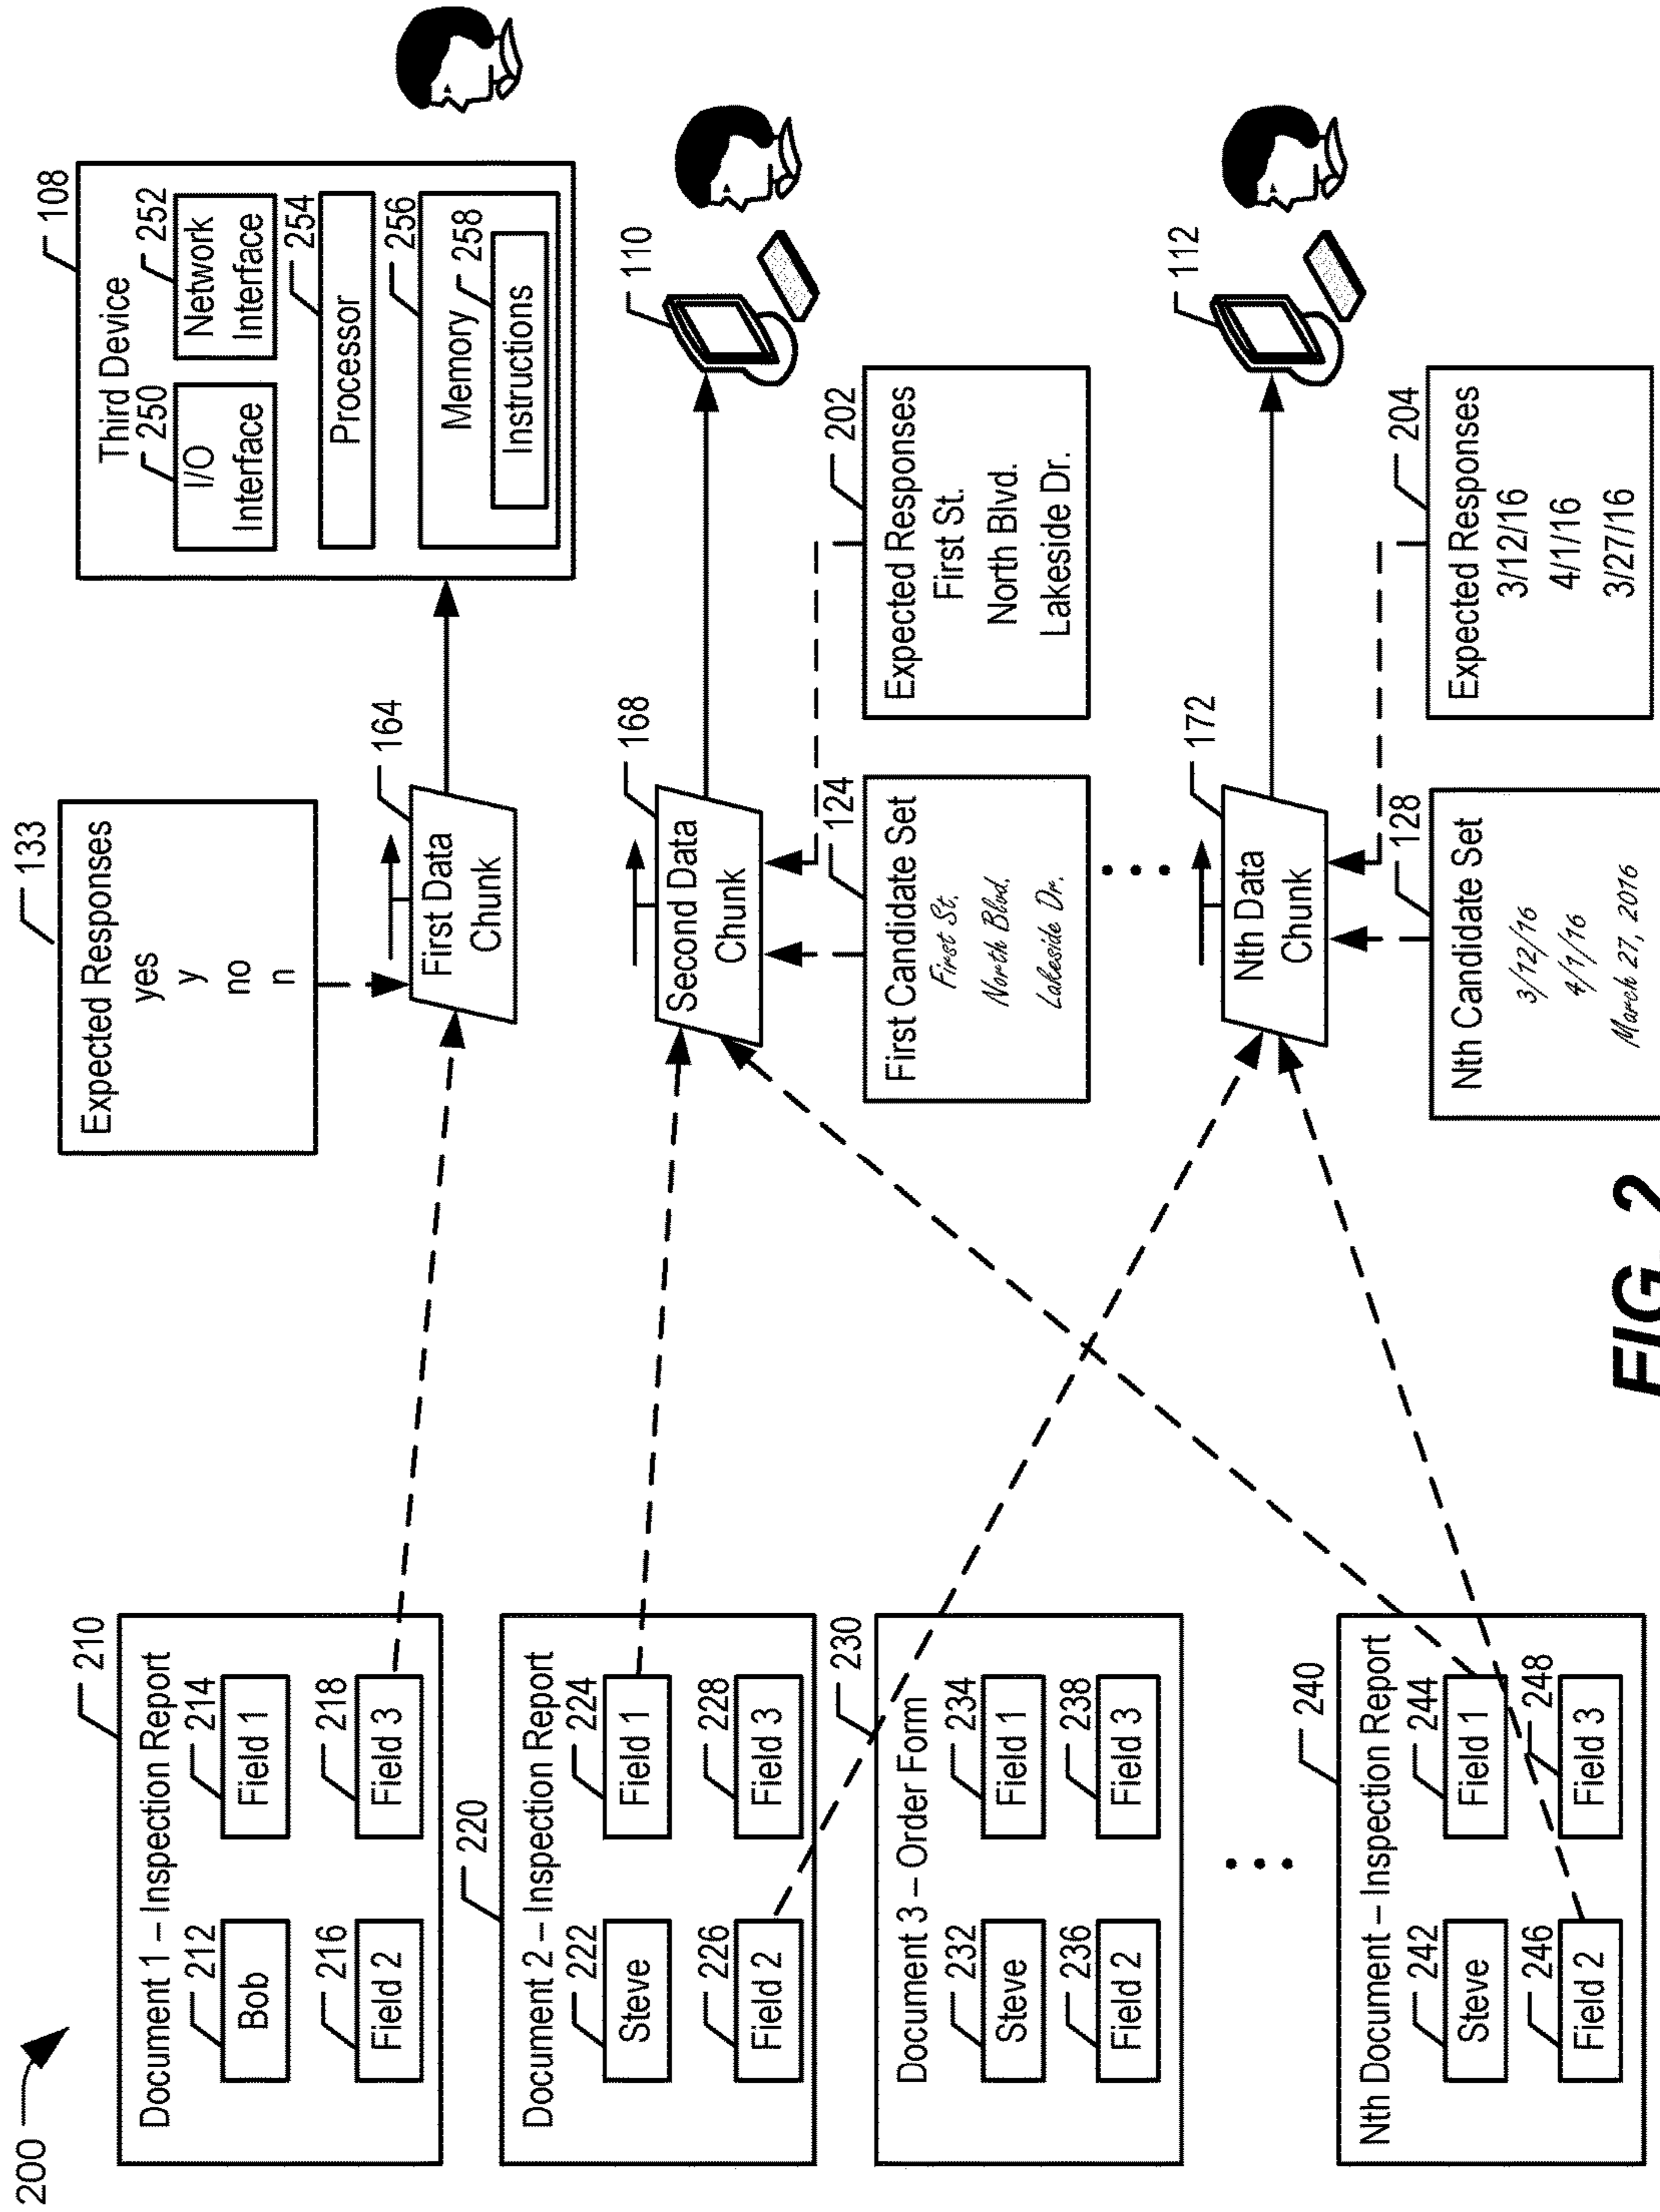 200
210
Document 1 – Inspection Report
212
Bob
214
Field 1
216
Field 2
218
Field 3
220
Document 2 – Inspection Report
222
Steve
224
Field 1
226
Field 2
228
Field 3
230
Document 3 – Order Form
232
Steve
234
Field 1
236
Field 2
238
Field 3
240
Nth Document – Inspection Report
242
Steve
244
Field 1
246
Field 2
248
Field 3
133
Expected Responses
yes
y
no
n
164
First Data
Chunk
168
Second Data
Chunk
124
First Candidate Set
First St.
North Blvd.
Lakeside Dr.
202
Expected Responses
First St.
North Blvd.
Lakeside Dr.
172
Nth Data
Chunk
128
Nth Candidate Set
3/12/16
4/1/16
March 27, 2016
204
Expected Responses
3/12/16
4/1/16
3/27/16
108
Third Device
250
I/O
Interface
252
Network
Interface
254
Processor
256
Memory
258
Instructions
110
112
FIG. 2